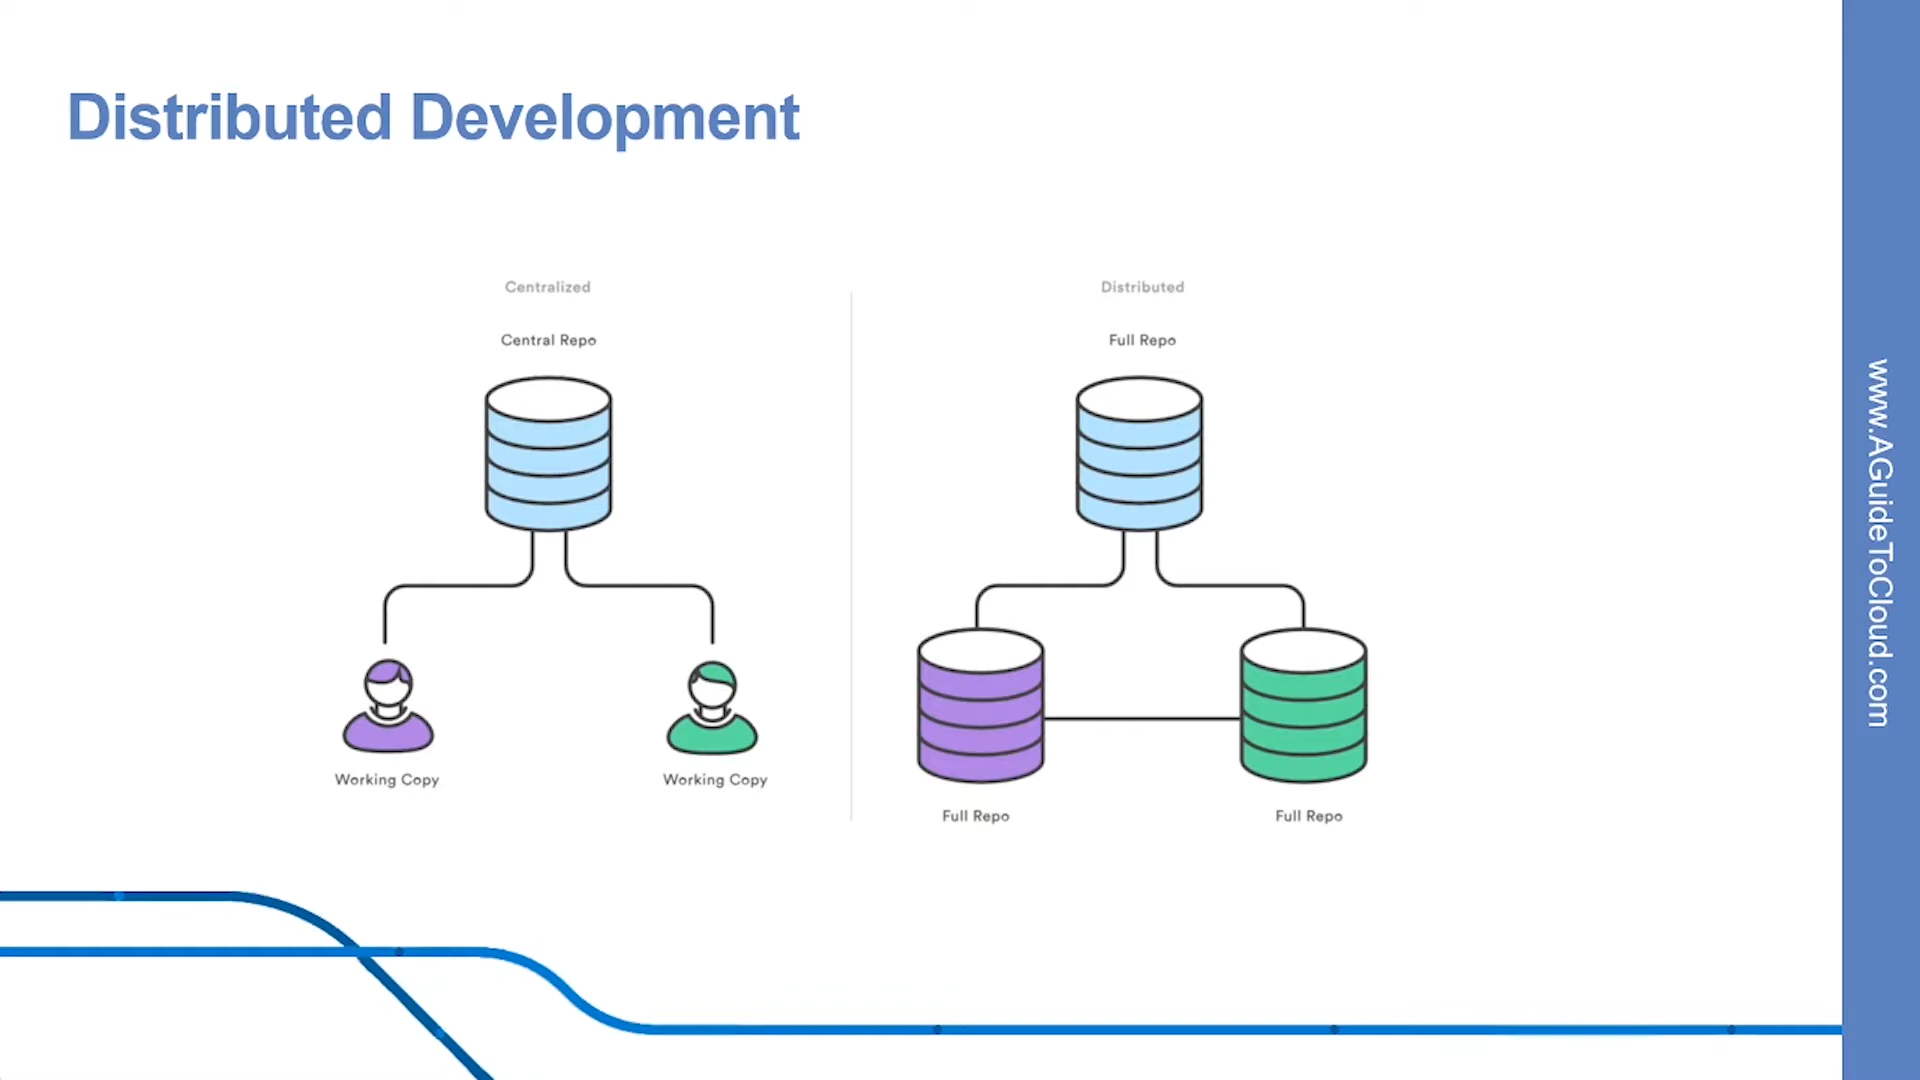 Distributed Development
Centralized
Central Repo
Working Copy
Working Copy
Distributed
Full Repo
Full Repo
Full Repo
www.AGuideToCloud.com